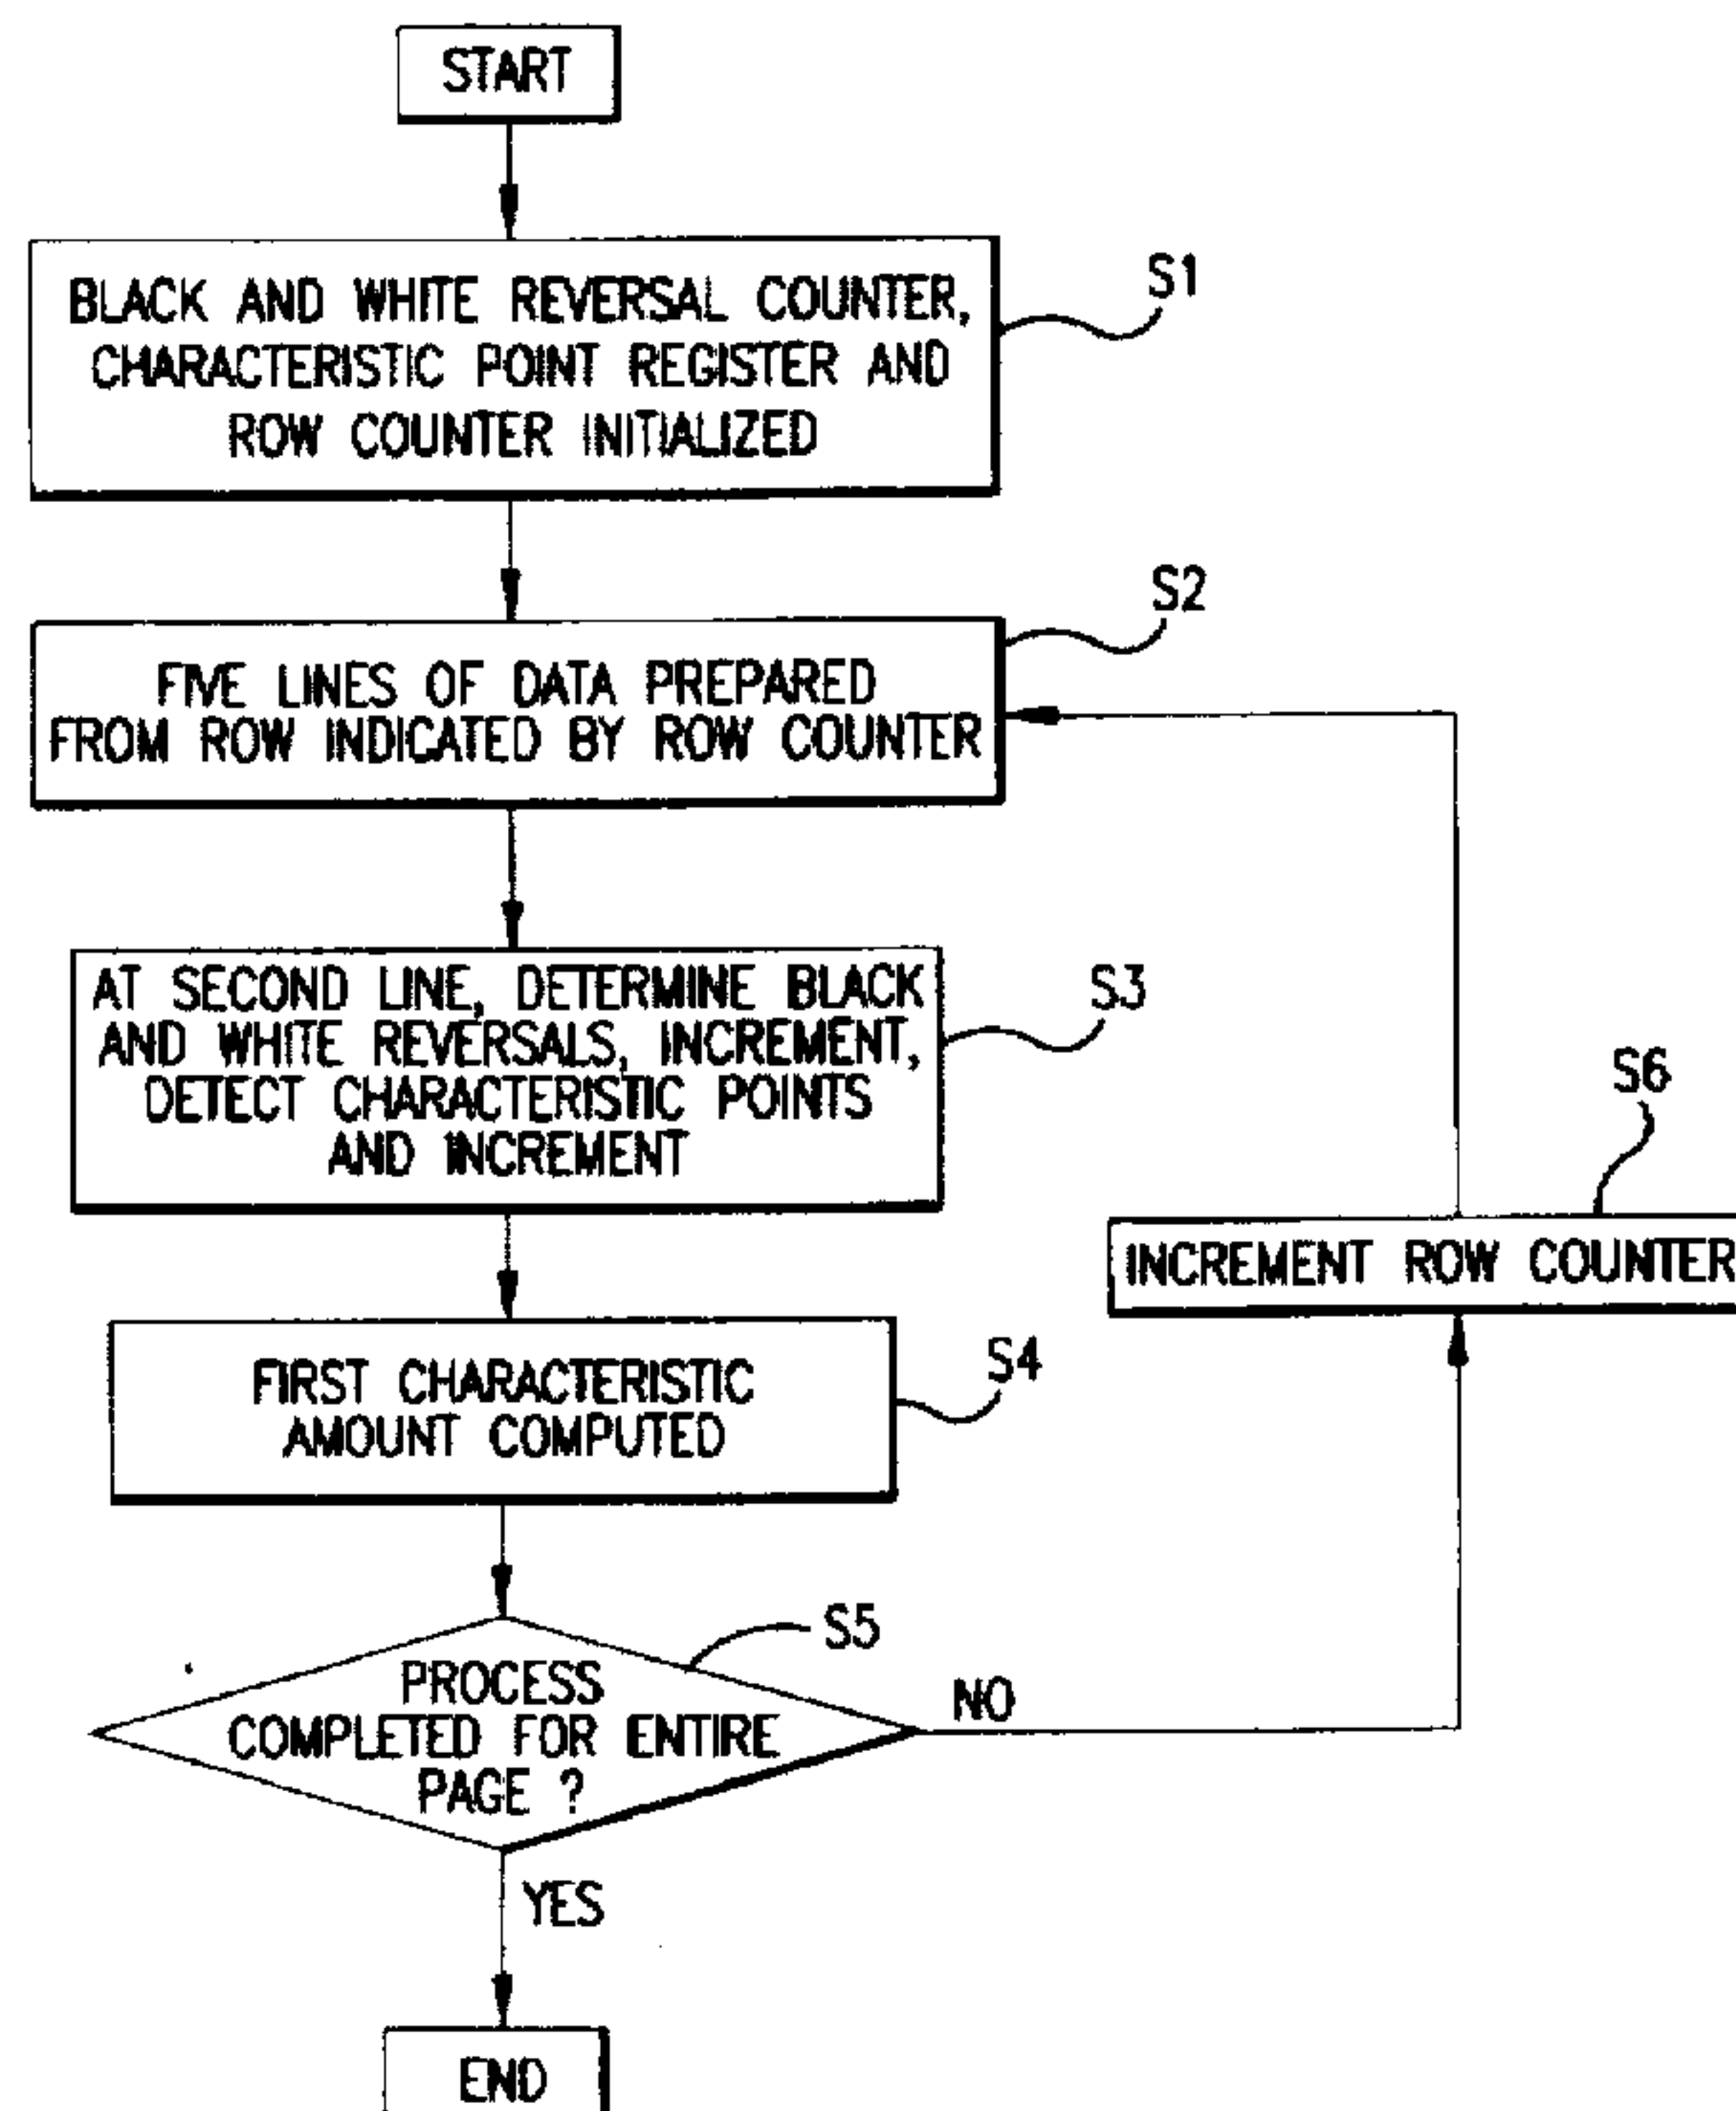 START
BLACK AND WHITE REVERSAL COUNTER,
CHARACTERISTIC POINT REGISTER AND
ROW COUNTER INITIALIZED
S1
FIVE LINES OF DATA PREPARED
FROM ROW INDICATED BY ROW COUNTER
S2
AT SECOND LINE, DETERMINE BLACK
AND WHITE REVERSALS, INCREMENT,
DETECT CHARACTERISTIC POINTS
AND INCREMENT
S3
FIRST CHARACTERISTIC
AMOUNT COMPUTED
S4
PROCESS
COMPLETED FOR ENTIRE
PAGE ?
S5
NO
INCREMENT ROW COUNTER
S6
YES
END